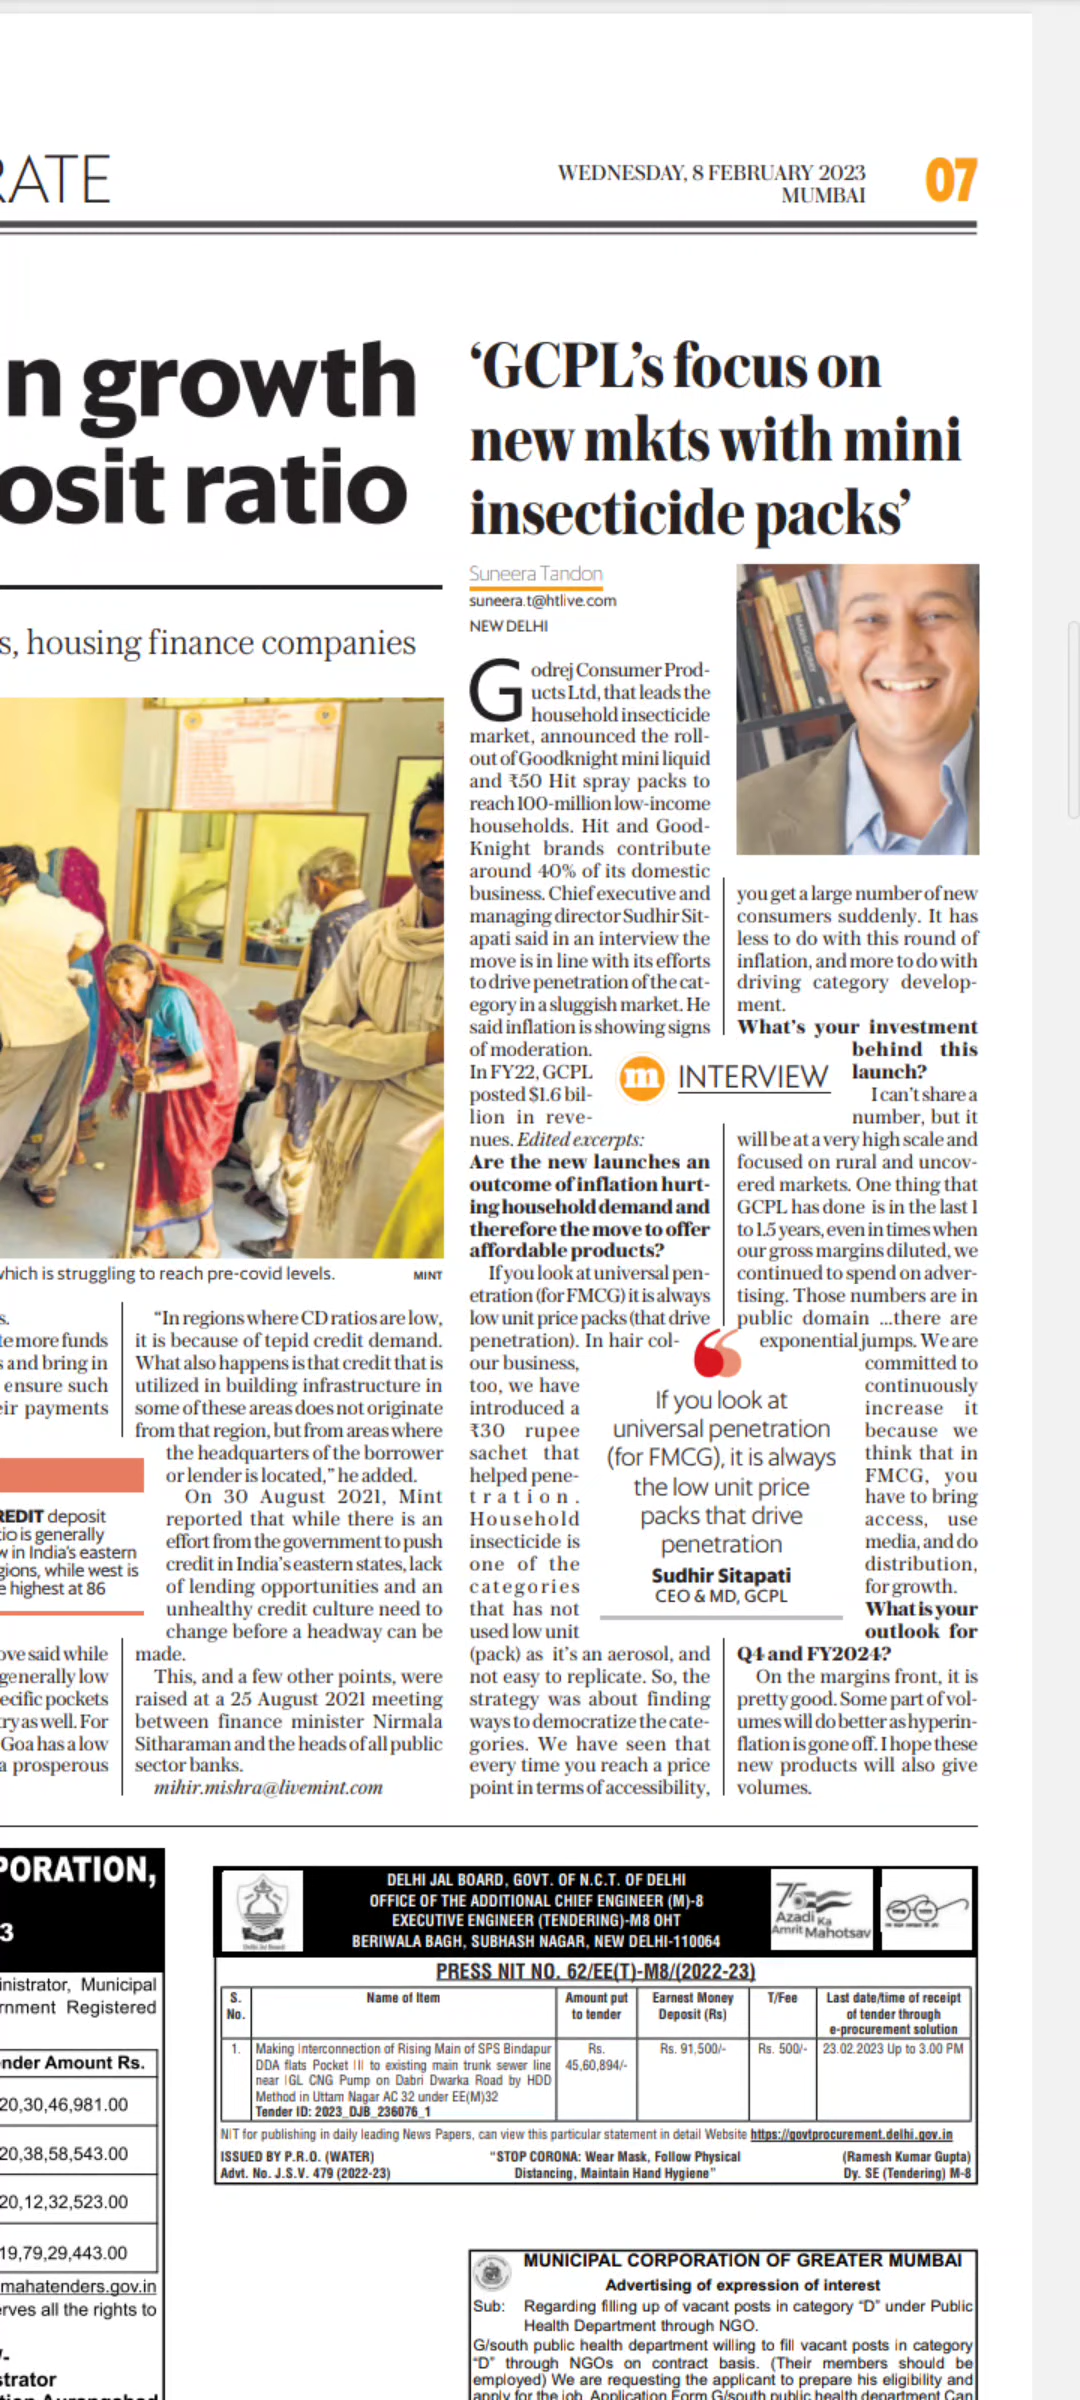 RATE
WEDNESDAY, 8 FEBRUARY 2023
MUMBAI
07
n growth
osit ratio
s, housing finance companies
which is struggling to reach pre-covid levels.
MINT
s.
te more funds
s and bring in
ensure such
eir payments
REDIT deposit
tio is generally
w in India's eastern
gions, while west is
e highest at 86
ove said while
generally low
ecific pockets
ry as well. For
Goa has a low
a prosperous
"In regions where CD ratios are low,
it is because of tepid credit demand.
What also happens is that credit that is
utilized in building infrastructure in
some of these areas does not originate
from that region, but from areas where
the headquarters of the borrower
or lender is located," he added.
On 30 August 2021, Mint
reported that while there is an
effort from the government to push
credit in India's eastern states, lack
of lending opportunities and an
unhealthy credit culture need to
change before a headway can be
made.
This, and a few other points, were
raised at a 25 August 2021 meeting
between finance minister Nirmala
Sitharaman and the heads of all public
sector banks.
mihir.mishra@livemint.com
'GCPL's focus on
new mkts with mini
insecticide packs'
Suneera Tandon
suneera.t@htlive.com
NEW DELHI
Godrej Consumer Prod-
ucts Ltd, that leads the
household insecticide
market, announced the roll-
out of Goodknight mini liquid
and ₹50 Hit spray packs to
reach 100-million low-income
households. Hit and Good-
Knight brands contribute
around 40% of its domestic
business. Chief executive and
managing director Sudhir Sit-
apati said in an interview the
move is in line with its efforts
to drive penetration of the cat-
egory in a sluggish market. He
said inflation is showing signs
of moderation.
In FY22, GCPL
posted $1.6 bil-
lion in reve-
nues. Edited excerpts:
Are the new launches an
outcome of inflation hurt-
ing household demand and
therefore the move to offer
affordable products?
If you look at universal pen-
etration (for FMCG) it is always
low unit price packs (that drive
penetration). In hair col-
our business,
too, we have
introduced a
₹30 rupee
sachet that
helped pene-
tration.
Household
insecticide is
one of the
categories
that has not
used low unit
(pack) as it's an aerosol, and
not easy to replicate. So, the
strategy was about finding
ways to democratize the cate-
gories. We have seen that
every time you reach a price
point in terms of accessibility,
you get a large number of new
consumers suddenly. It has
less to do with this round of
inflation, and more to do with
driving category develop-
ment.
What's your investment
behind this
launch?
I can't share a
number, but it
will be at a very high scale and
focused on rural and uncov-
ered markets. One thing that
GCPL has done is in the last 1
to 1.5 years, even in times when
our gross margins diluted, we
continued to spend on adver-
tising. Those numbers are in
public domain ...there are
exponential jumps. We are
committed to
continuously
increase it
because we
think that in
FMCG, you
have to bring
access, use
media, and do
distribution,
for growth.
What is your
outlook for
Q4 and FY2024?
On the margins front, it is
pretty good. Some part of vol-
umes will do better as hyperin-
flation is gone off. I hope these
new products will also give
volumes.
m INTERVIEW
If you look at
universal penetration
(for FMCG), it is always
the low unit price
packs that drive
penetration
Sudhir Sitapati
CEO & MD, GCPL
PORATION,
3
inistrator, Municipal
rnment Registered
nder Amount Rs.
20,30,46,981.00
20,38,58,543.00
20,12,32,523.00
19,79,29,443.00
mahatenders.gov.in
erves all the rights to
strator
DELHI JAL BOARD, GOVT. OF N.C.T. OF DELHI
OFFICE OF THE ADDITIONAL CHIEF ENGINEER (M)-8
EXECUTIVE ENGINEER (TENDERING)-M8 OHT
BERIWALA BAGH, SUBHASH NAGAR, NEW DELHI-110064
Azadi Ka
Amrit Mahotsav
PRESS NIT NO. 62/EE(T)-M8/(2022-23)
S. No. Name of Item Amount put to tender Earnest Money Deposit (Rs) T/Fee Last date/time of receipt of tender through e-procurement solution
1. Making Interconnection of Rising Main of SPS Bindapur Rs. Rs. 91,500/- Rs. 500/- 23.02.2023 Up to 3.00 PM
DDA flats Pocket III to existing main trunk sewer line 45,60,894/-
near IGL CNG Pump on Dabri Dwarka Road by HDD
Method in Uttam Nagar AC 32 under EE(M)32
Tender ID: 2023_DJB_236076_1
NIT for publishing in daily leading News Papers, can view this particular statement in detail Website https://govtprocurement.delhi.gov.in
ISSUED BY P.R.O. (WATER) "STOP CORONA: Wear Mask, Follow Physical (Ramesh Kumar Gupta)
Advt. No. J.S.V. 479 (2022-23) Distancing, Maintain Hand Hygiene" Dy. SE (Tendering) M-8
MUNICIPAL CORPORATION OF GREATER MUMBAI
Advertising of expression of interest
Sub: Regarding filling up of vacant posts in category "D" under Public
Health Department through NGO.
G/south public health department willing to fill vacant posts in category
"D" through NGOs on contract basis. (Their members should be
employed) We are requesting the applicant to prepare his eligibility and
apply for the job. Application Form G/south public health department Can